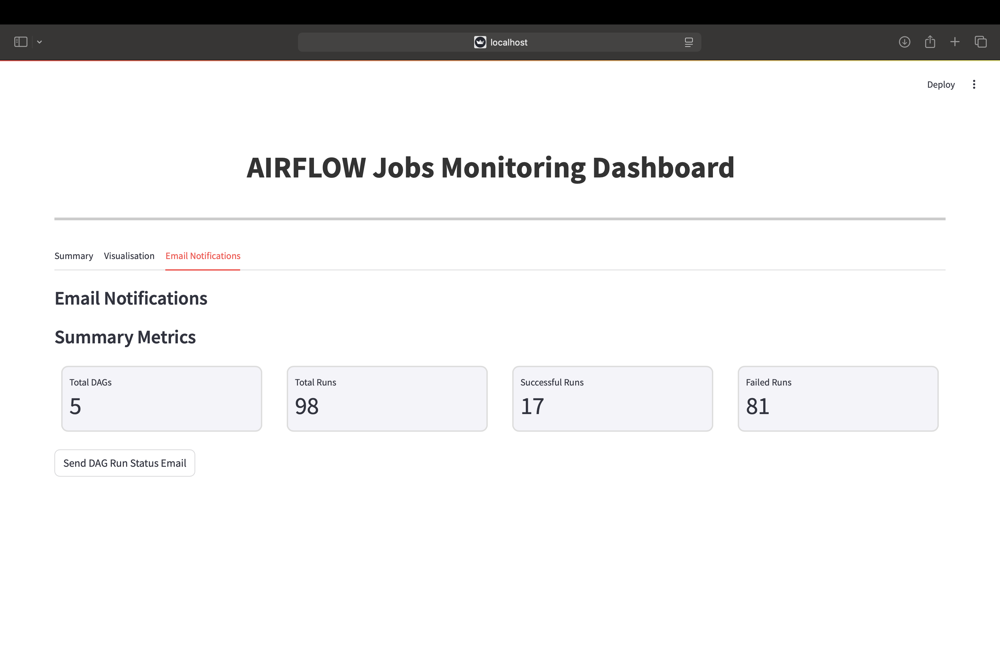 localhost
Deploy
AIRFLOW Jobs Monitoring Dashboard
Summary Visualisation Email Notifications
Email Notifications
Summary Metrics
Total DAGs Total Runs Successful Runs Failed Runs
5 98 17 81
Send DAG Run Status Email